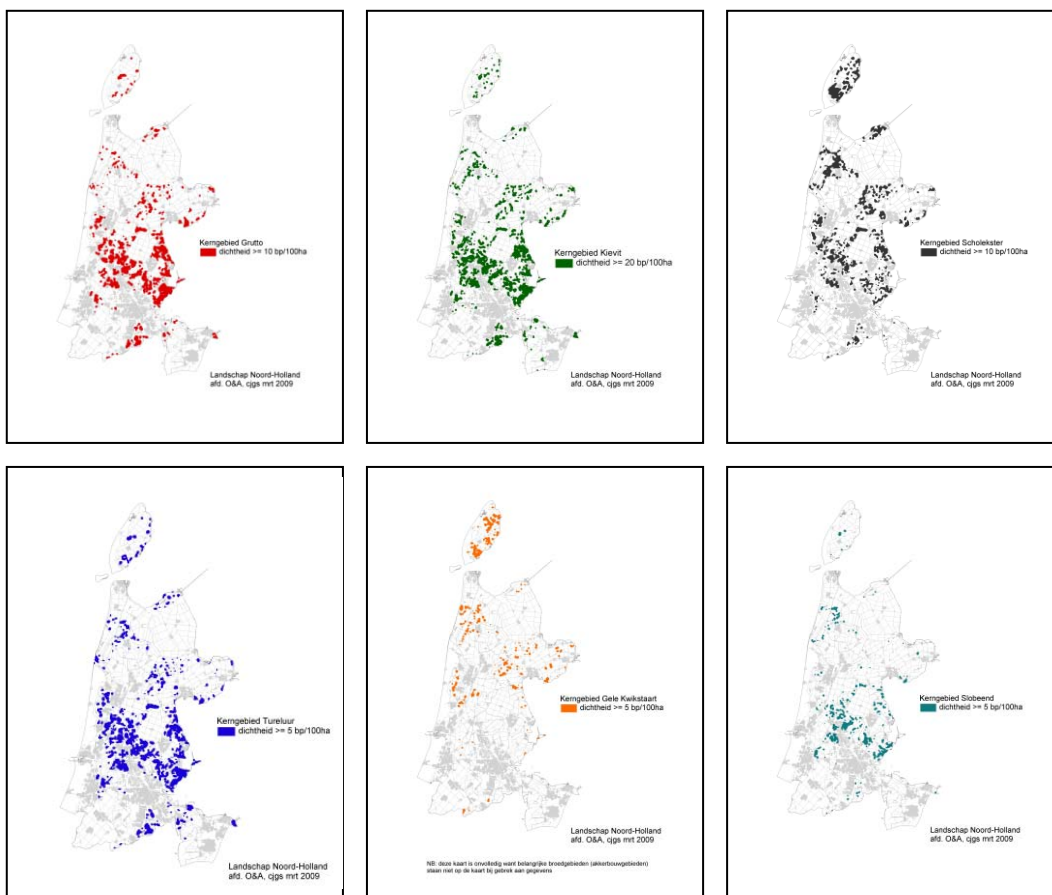 Kerngebied Grutto
dichtheid >= 10 bp/100ha
Landschap Noord-Holland
afd. O&A, cjgs mrt 2009
Kerngebied Kievit
dichtheid >= 20 bp/100ha
Landschap Noord-Holland
afd. O&A, cjgs mrt 2009
Kerngebied Scholekster
dichtheid >= 10 bp/100ha
Landschap Noord-Holland
afd. O&A, cjgs mrt 2009
Kerngebied Tureluur
dichtheid >= 5 bp/100ha
Landschap Noord-Holland
afd. O&A, cjgs mrt 2009
Kerngebied Gele Kwikstaart
dichtheid >= 5 bp/100ha
Landschap Noord-Holland
afd. O&A, cjgs mrt 2009
NB: deze kaart is onvolledig want belangrijke broedgebieden (akkerbouwgebieden)
staan niet op de kaart bij gebrek aan gegevens
Kerngebied Slobeend
dichtheid >= 5 bp/100ha
Landschap Noord-Holland
afd. O&A, cjgs mrt 2009